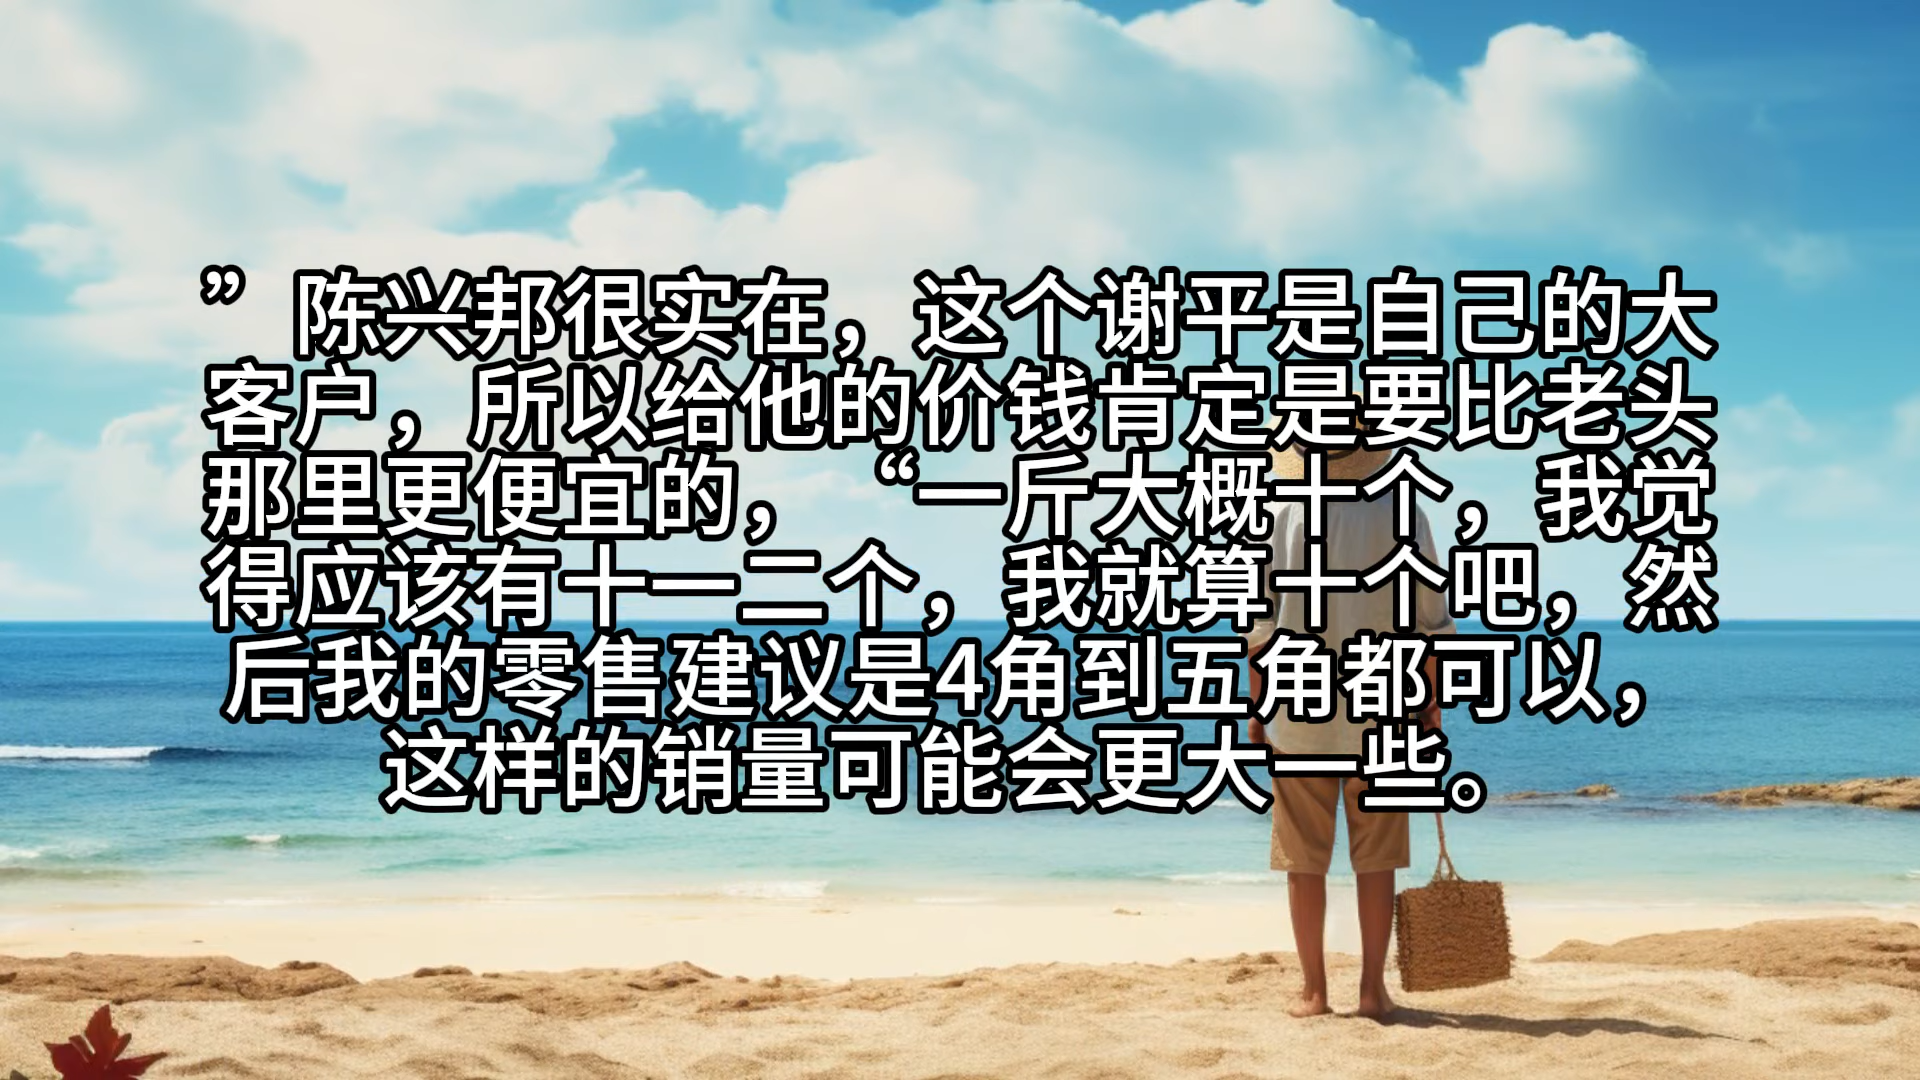 ”陈兴邦很实在，这个谢平是自己的大
客户，所以给他的价钱肯定是要比老头
那里更便宜的，“一斤大概十个，我觉
得应该有十一二个，我就算十个吧，然
后我的零售建议是4角到五角都可以，
这样的销量可能会更大一些。